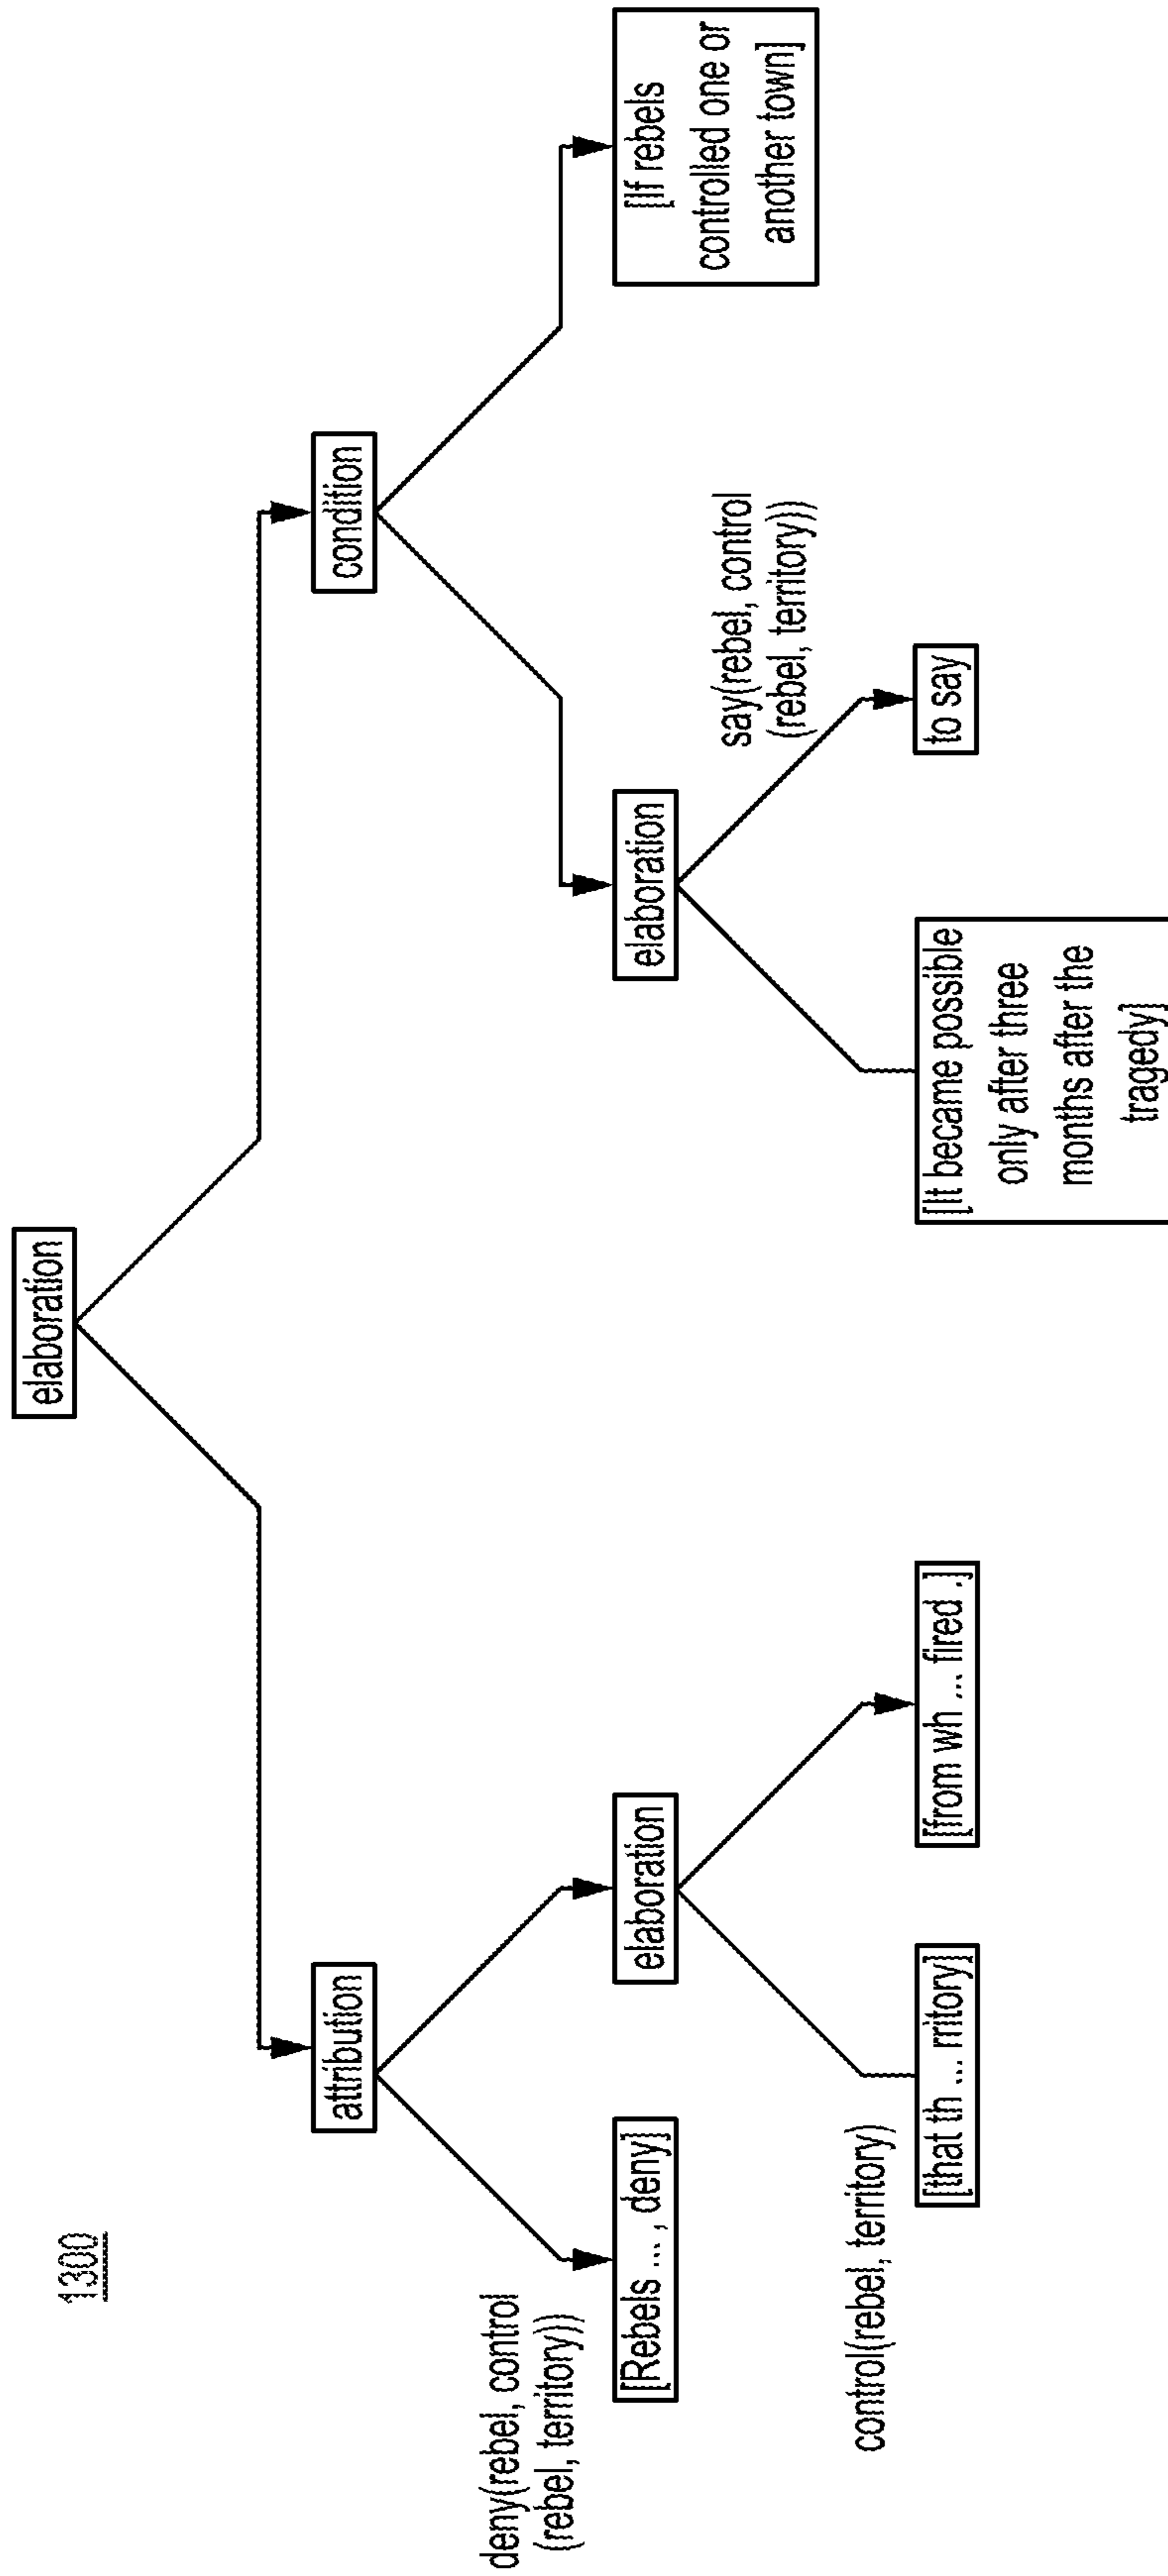 1300
elaboration
attribution
condition
deny(rebel, control
(rebel, territory))
[Rebels ... , deny]
elaboration
elaboration
[If rebels
controlled one or
another town]
control(rebel, territory)
say(rebel, control
(rebel, territory))
[that th ... rritory]
[from wh ... fired .]
[It became possible
only after three
months after the
tragedy]
to say